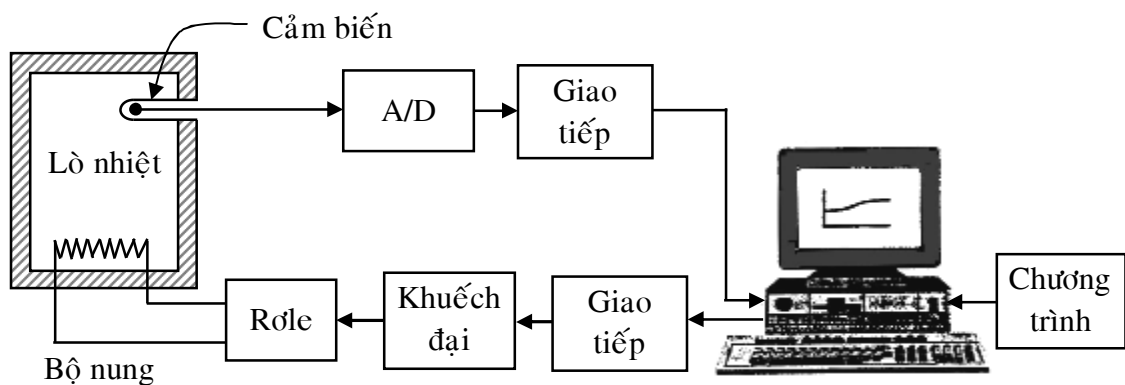 Cảm biến
A/D
Giao
tiếp
Lò nhiệt
Chương
trình
Rơle
Khuếch
đại
Giao
tiếp
Bộ nung